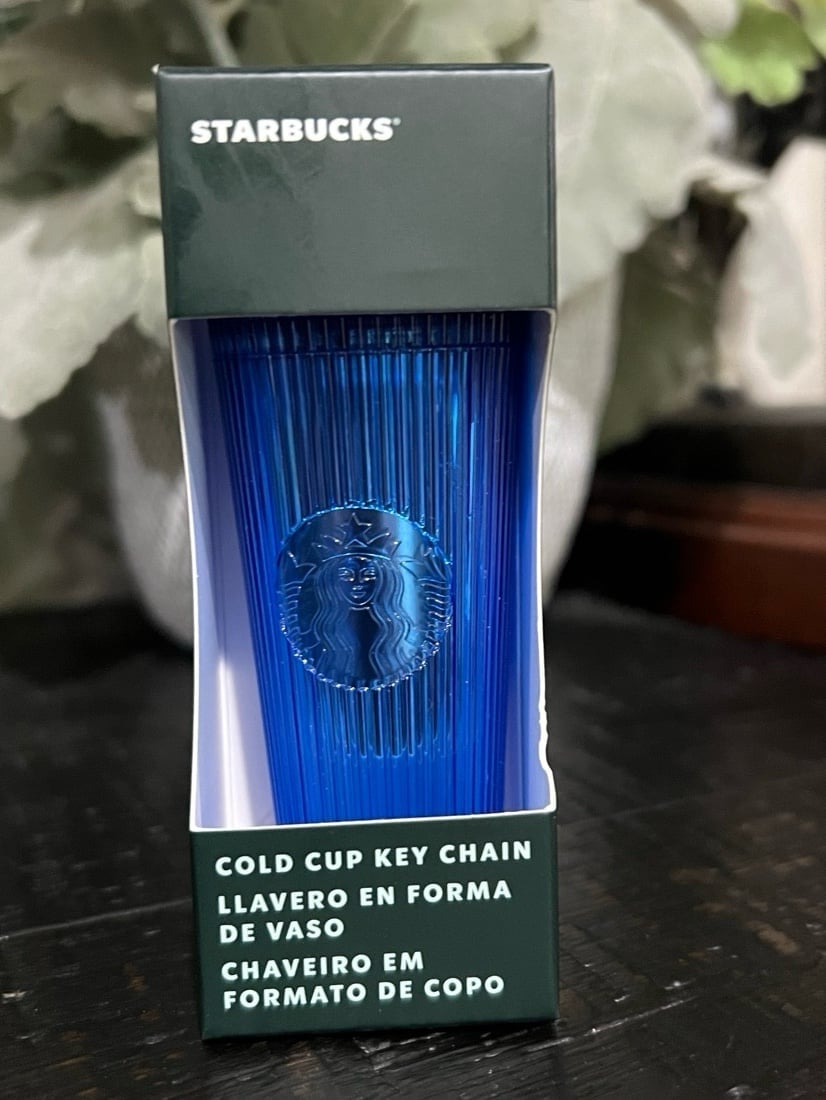 STARBUCKS®
COLD CUP KEY CHAIN
LLAVERO EN FORMA
DE VASO
CHAVEIRO EM
FORMATO DE COPO